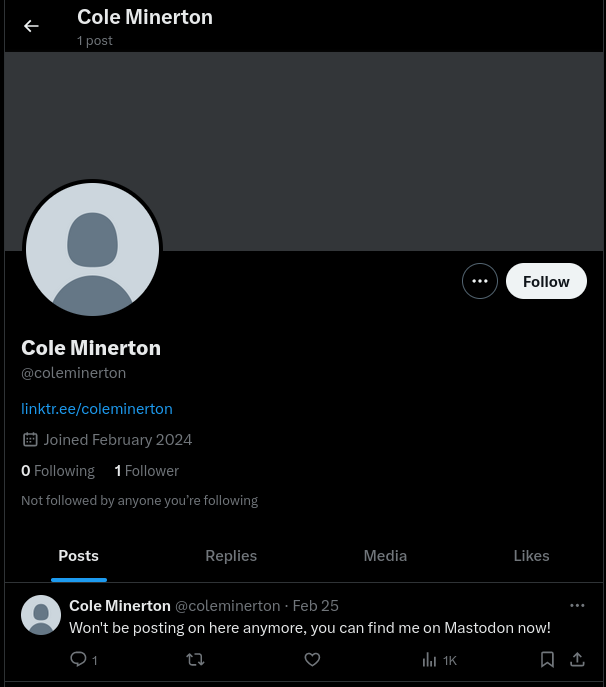 Cole Minerton
1 post
Follow
Cole Minerton
@coleminerton
linktr.ee/coleminerton
Joined February 2024
0 Following 1 Follower
Not followed by anyone you’re following
Posts Replies Media Likes
Cole Minerton @coleminerton · Feb 25
Won't be posting on here anymore, you can find me on Mastodon now!
1 1K